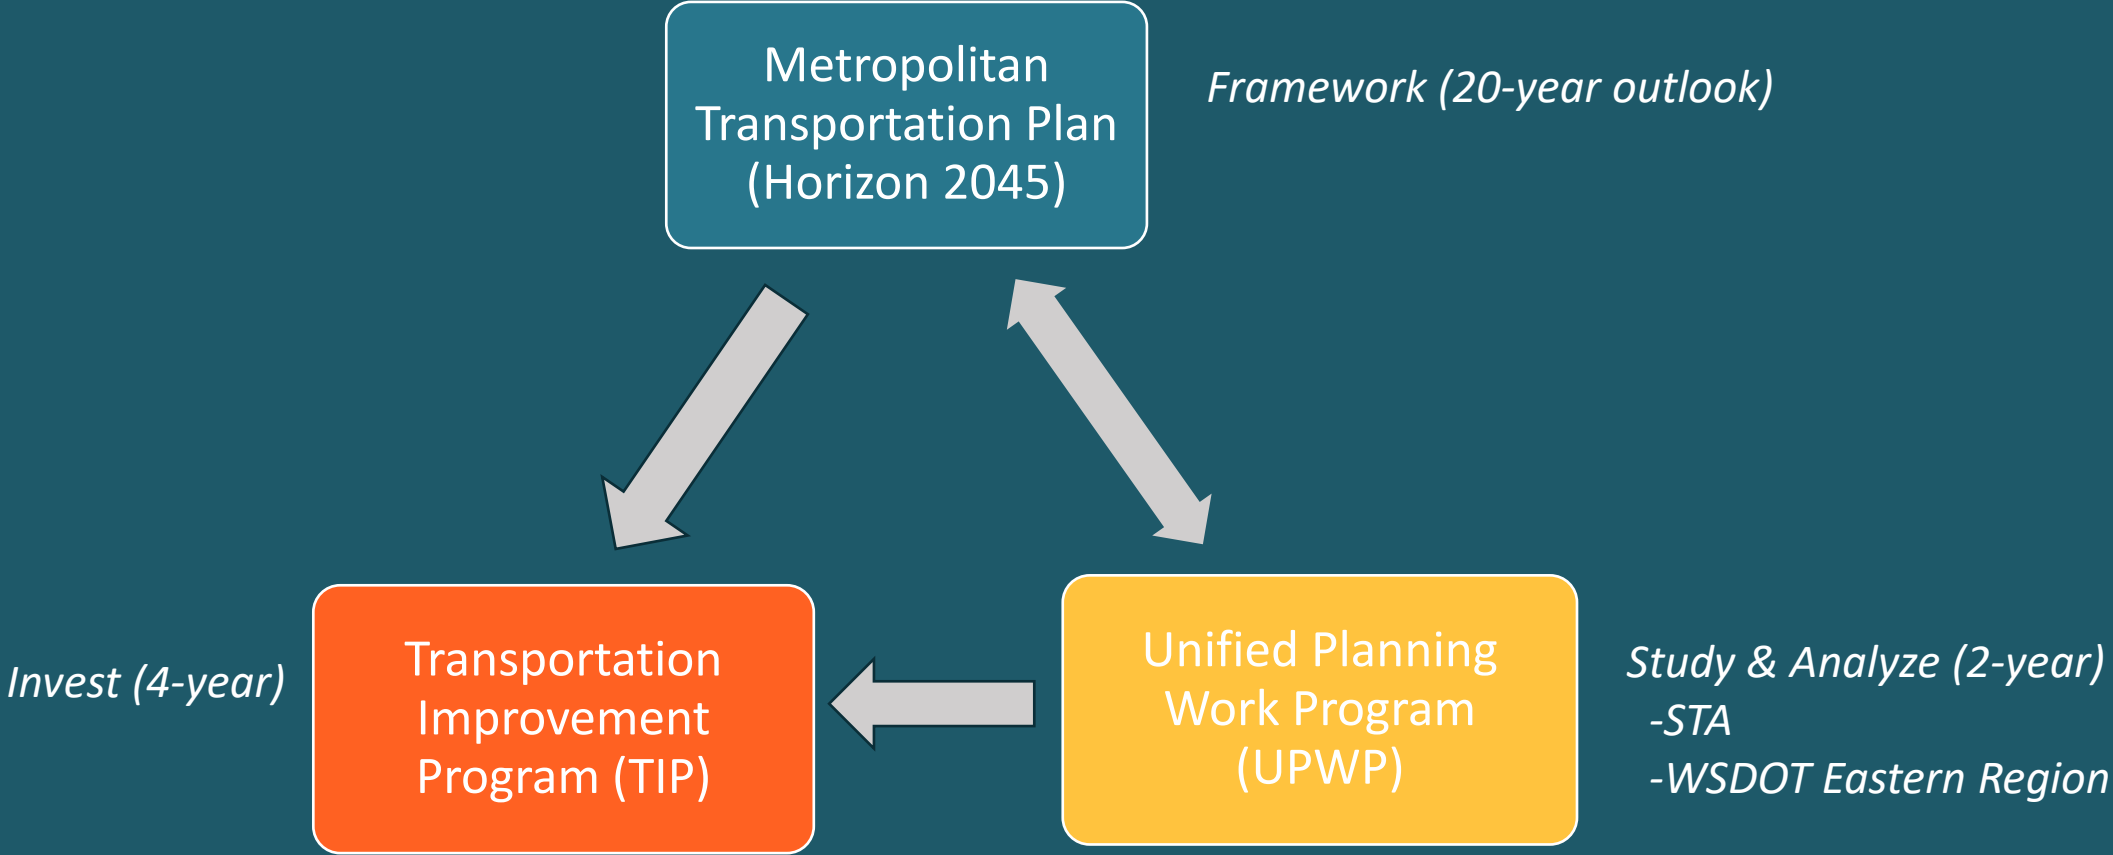 Metropolitan
Transportation Plan
(Horizon 2045)
Framework (20-year outlook)
Invest (4-year)
Transportation
Improvement
Program (TIP)
Unified Planning
Work Program
(UPWP)
Study & Analyze (2-year)
-STA
-WSDOT Eastern Region